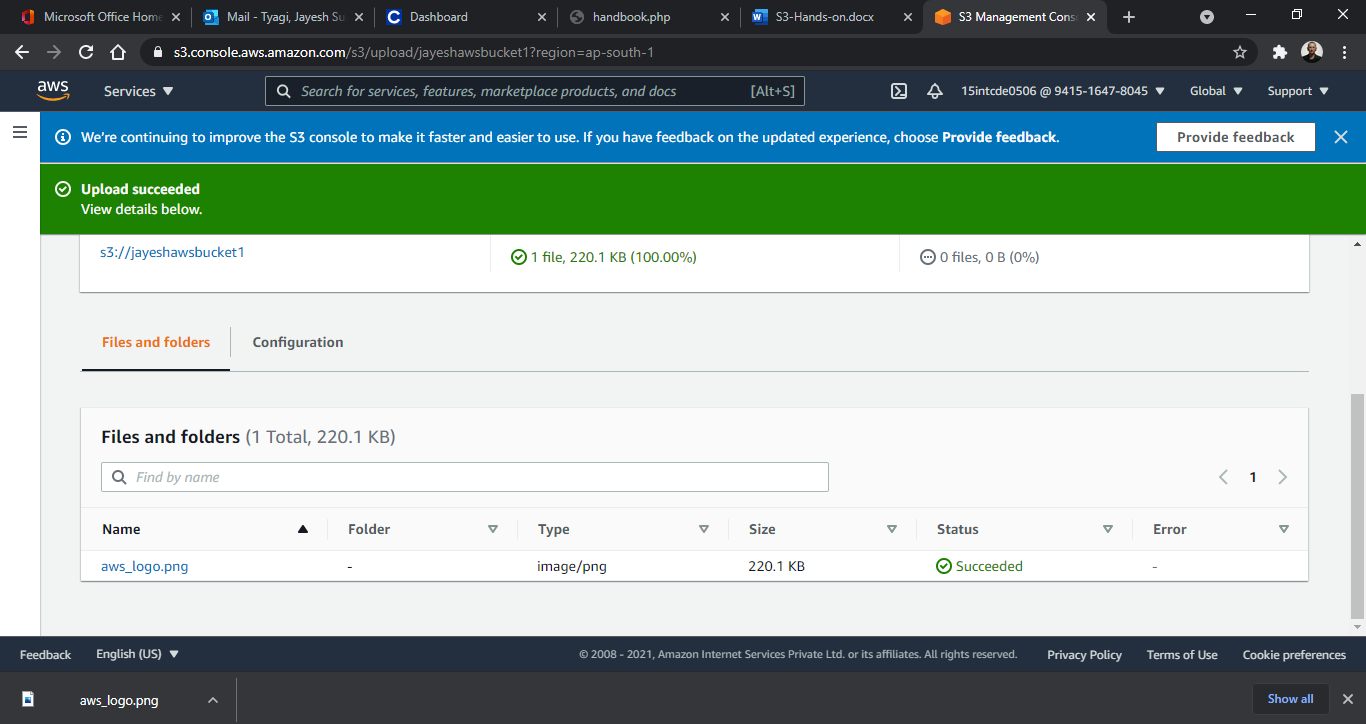 Microsoft Office Home
Mail - Tyagi, Jayesh Su
Dashboard
handbook.php
S3-Hands-on.docx
S3 Management Cons
s3.console.aws.amazon.com/s3/upload/jayeshawsbucket1?region=ap-south-1
aws
Services
Search for services, features, marketplace products, and docs
[Alt+S]
15intcde0506 @ 9415-1647-8045
Global
Support
We're continuing to improve the S3 console to make it faster and easier to use. If you have feedback on the updated experience, choose Provide feedback.
Provide feedback
Upload succeeded
View details below.
s3://jayeshawsbucket1
1 file, 220.1 KB (100.00%)
0 files, 0 B (0%)
Files and folders
Configuration
Files and folders (1 Total, 220.1 KB)
Find by name
1
Name
Folder
Type
Size
Status
Error
aws_logo.png
-
image/png
220.1 KB
Succeeded
-
Feedback
English (US)
© 2008 - 2021, Amazon Internet Services Private Ltd. or its affiliates. All rights reserved.
Privacy Policy
Terms of Use
Cookie preferences
aws_logo.png
Show all